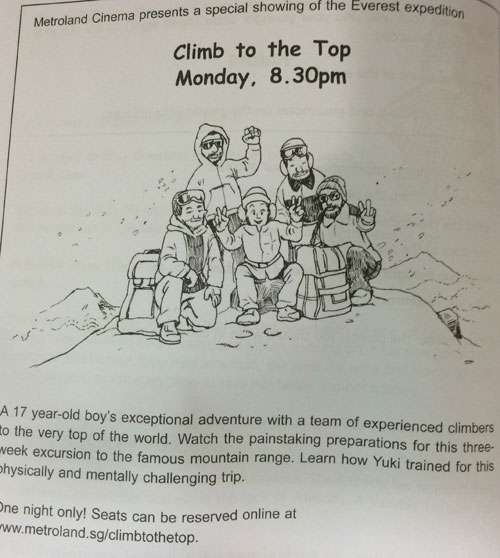 Metroland Cinema presents a special showing of the Everest expedition
Climb to the Top
Monday, 8.30pm
A 17 year-old boy's exceptional adventure with a team of experienced climbers
to the very top of the world. Watch the painstaking preparations for this three-
week excursion to the famous mountain range. Learn how Yuki trained for this
physically and mentally challenging trip.
One night only! Seats can be reserved online at
www.metroland.sg/climbtothetop.